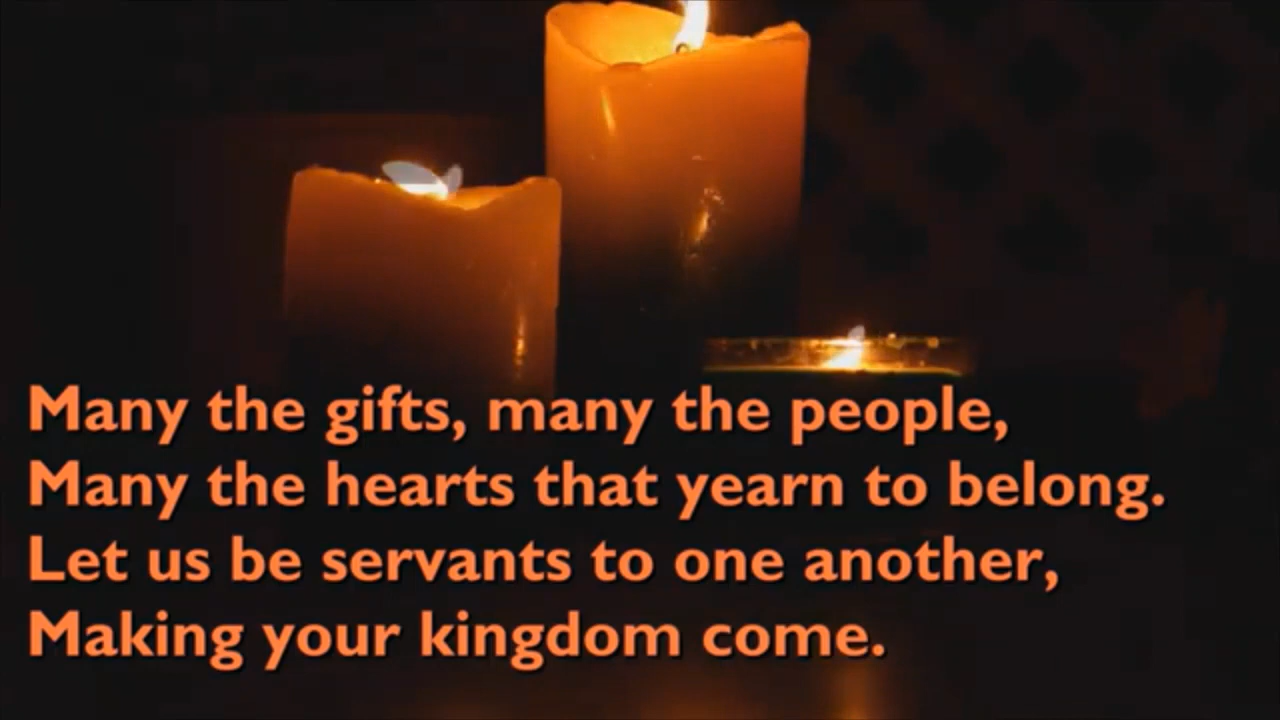 Many the gifts, many the people,
Many the hearts that yearn to belong.
Let us be servants to one another,
Making your kingdom come.